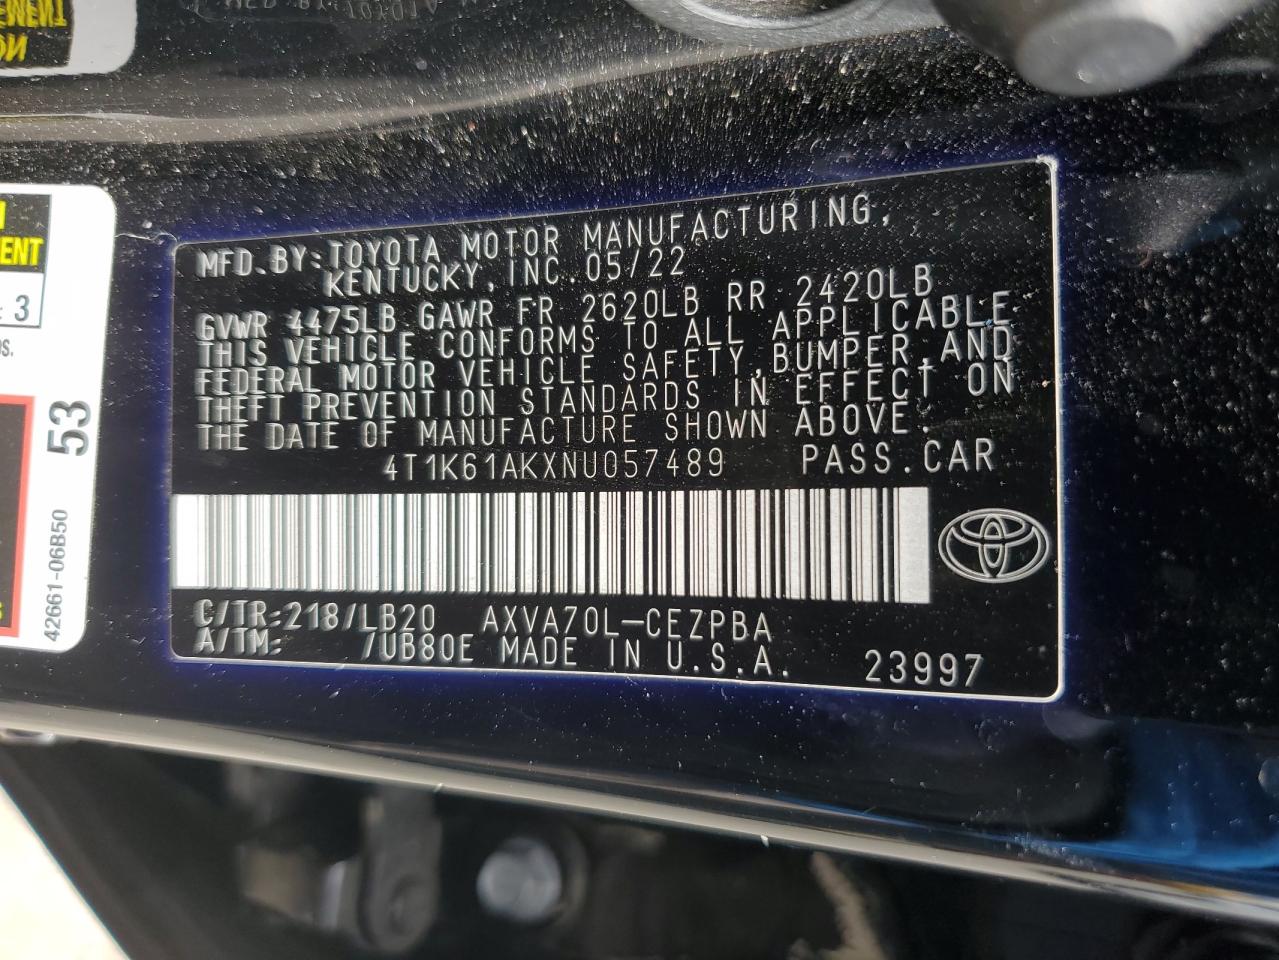 MFD.BY:TOYOTA MOTOR MANUFACTURING,
KENTUCKY, INC. 05/22
GVWR 4475LB GAWR FR 2620LB RR 2420LB
THIS VEHICLE CONFORMS TO ALL APPLICABLE
FEDERAL MOTOR VEHICLE SAFETY,BUMPER,AND
THEFT PREVENTION STANDARDS IN EFFECT ON
THE DATE OF MANUFACTURE SHOWN ABOVE.
4T1K61AKXNU057489 PASS.CAR
C/TR:218/LB20 AXVA70L-CEZPBA
A/TM: /UB80E MADE IN U.S.A. 23997
3
53
42661-06B50